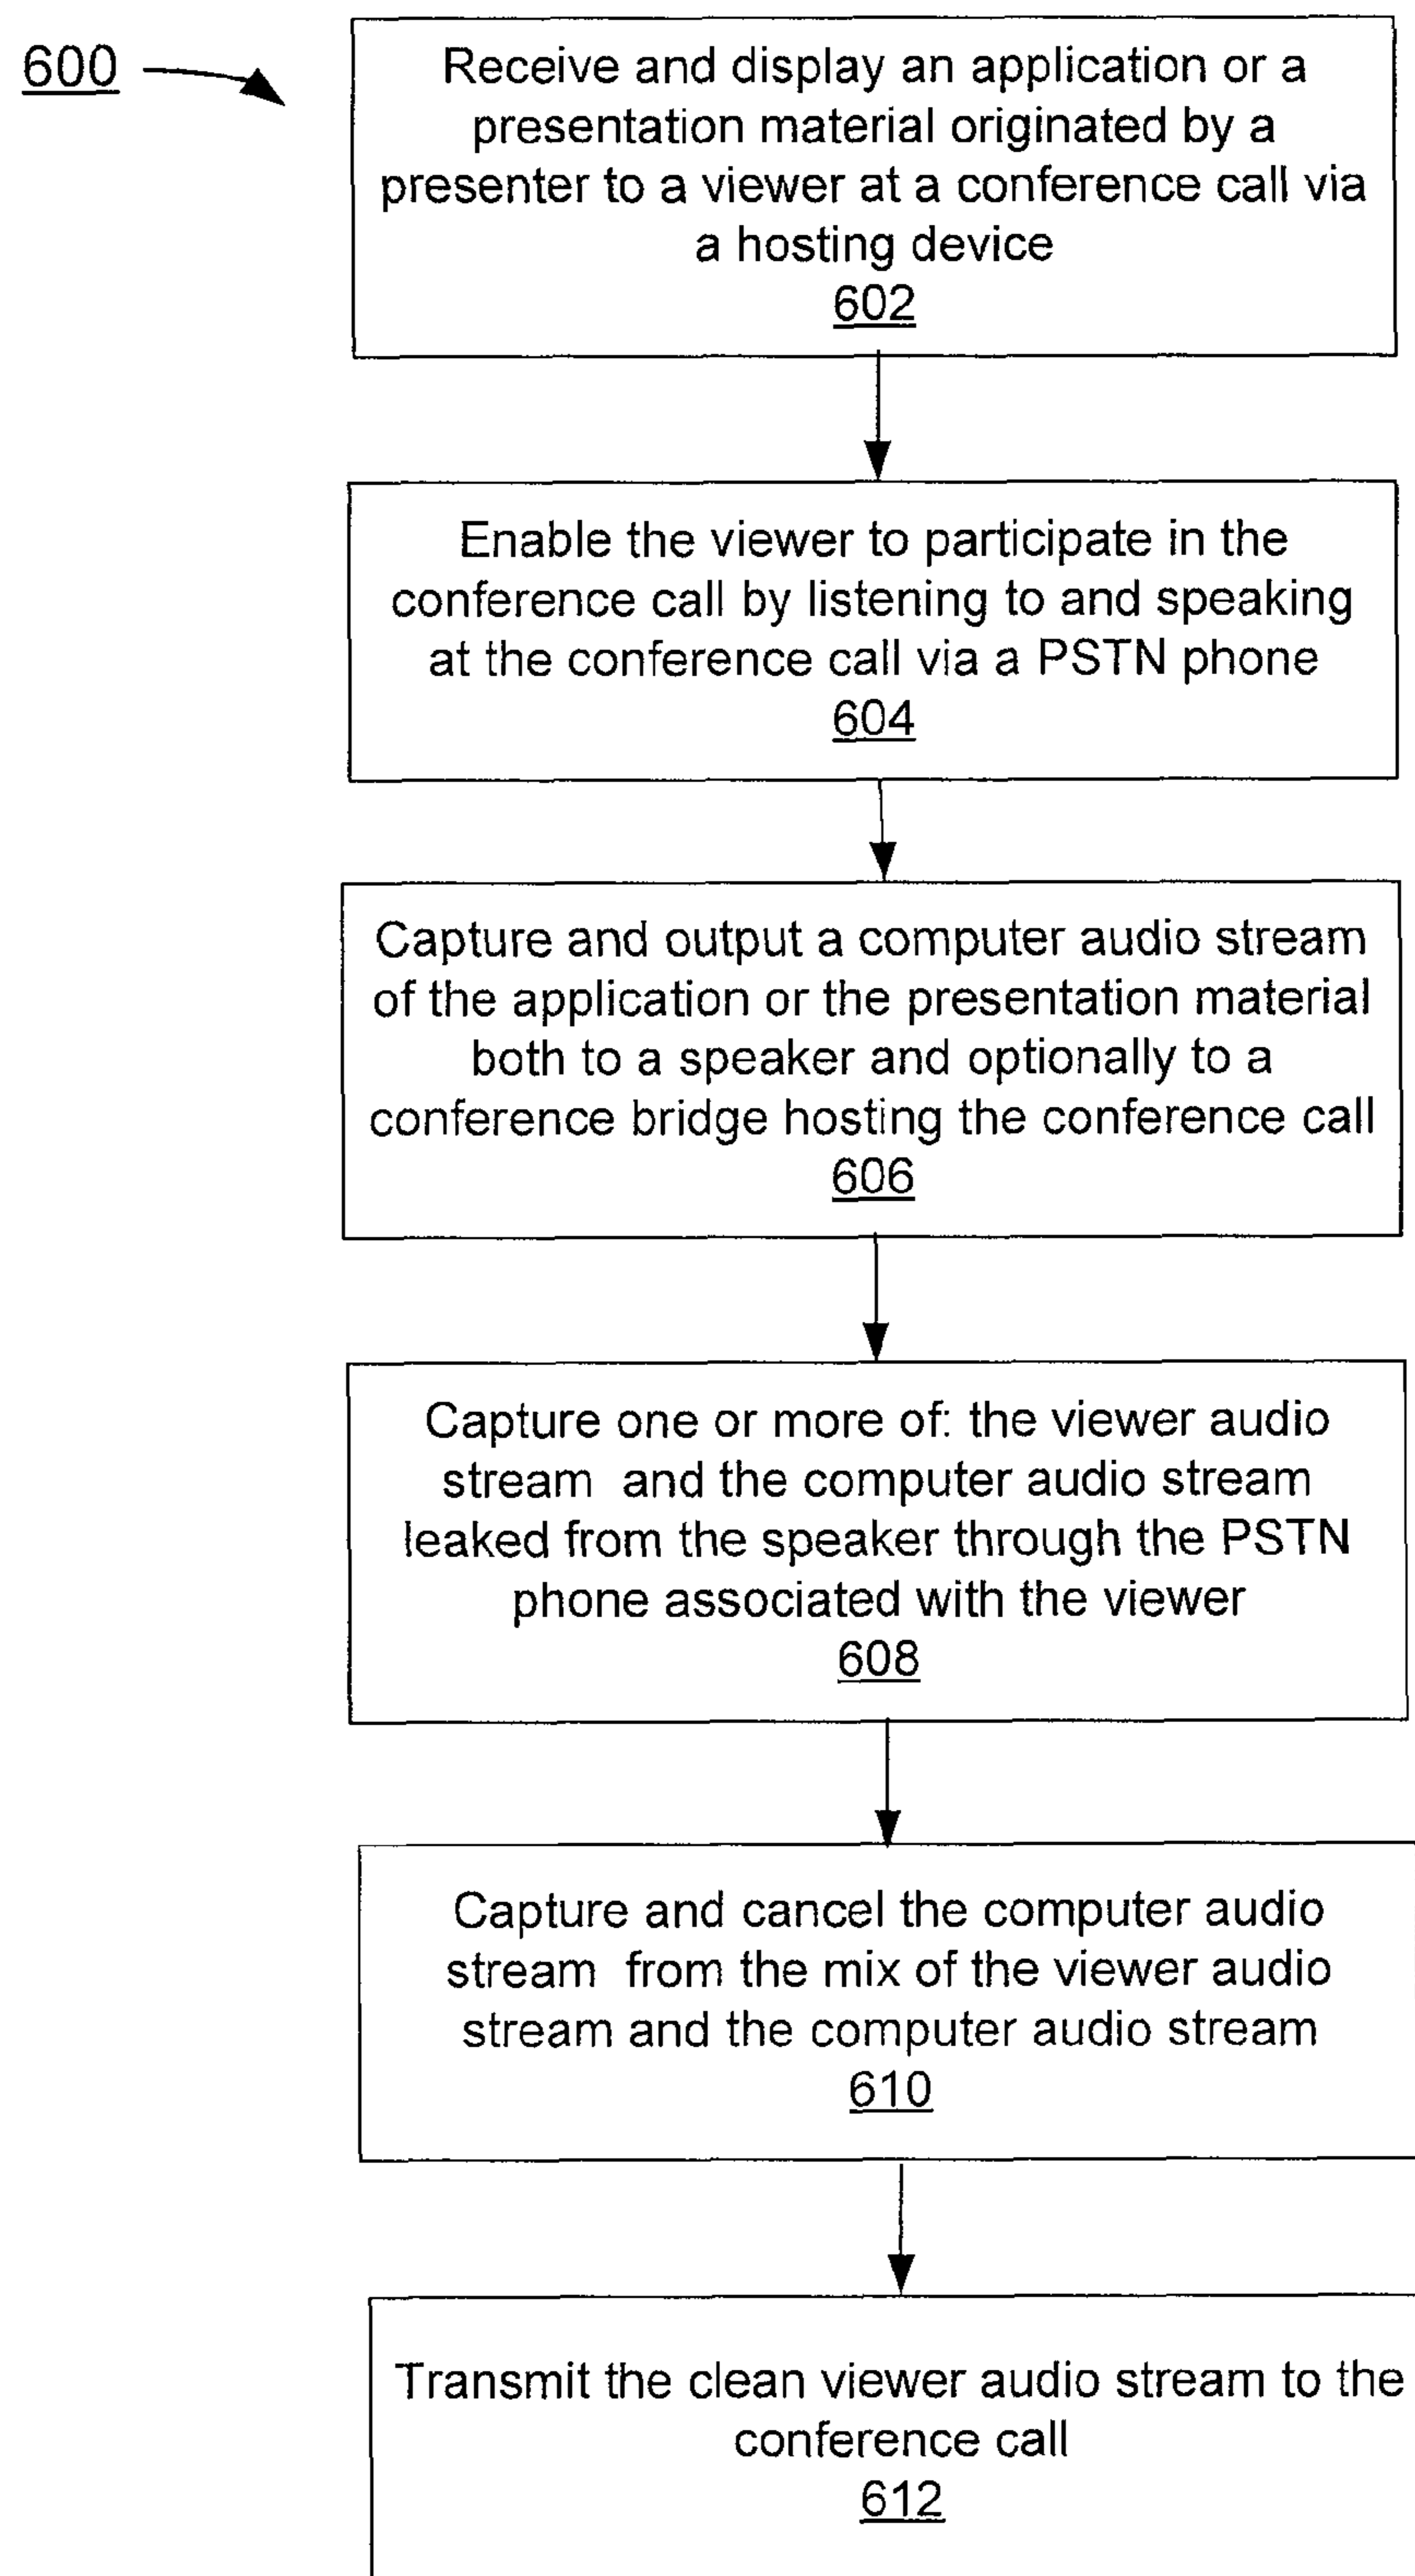 600
Receive and display an application or a
presentation material originated by a
presenter to a viewer at a conference call via
a hosting device
602
Enable the viewer to participate in the
conference call by listening to and speaking
at the conference call via a PSTN phone
604
Capture and output a computer audio stream
of the application or the presentation material
both to a speaker and optionally to a
conference bridge hosting the conference call
606
Capture one or more of: the viewer audio
stream and the computer audio stream
leaked from the speaker through the PSTN
phone associated with the viewer
608
Capture and cancel the computer audio
stream from the mix of the viewer audio
stream and the computer audio stream
610
Transmit the clean viewer audio stream to the
conference call
612